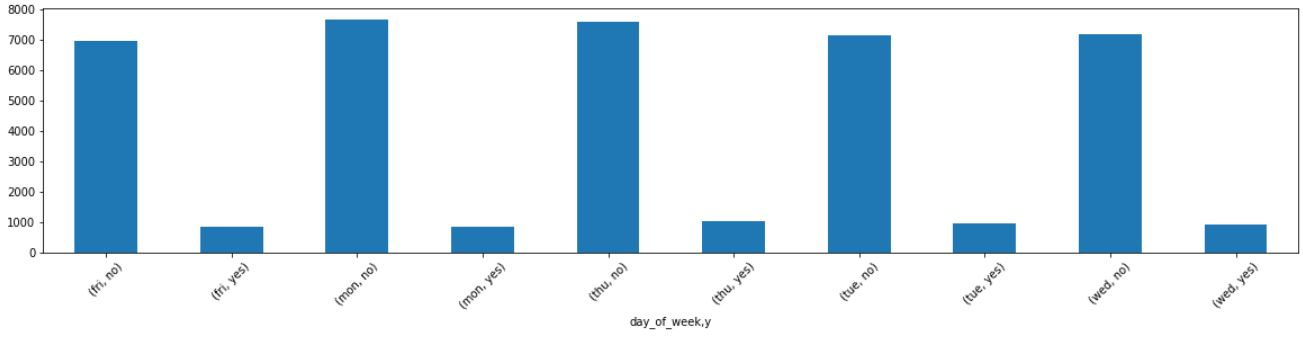 8000
7000
6000
5000
4000
3000
2000
1000
0
(fri, no)
(fri, yes)
(mon, no)
(mon, yes)
(thu, no)
(thu, yes)
(tue, no)
(tue, yes)
(wed, no)
(wed, yes)
day_of_week,y